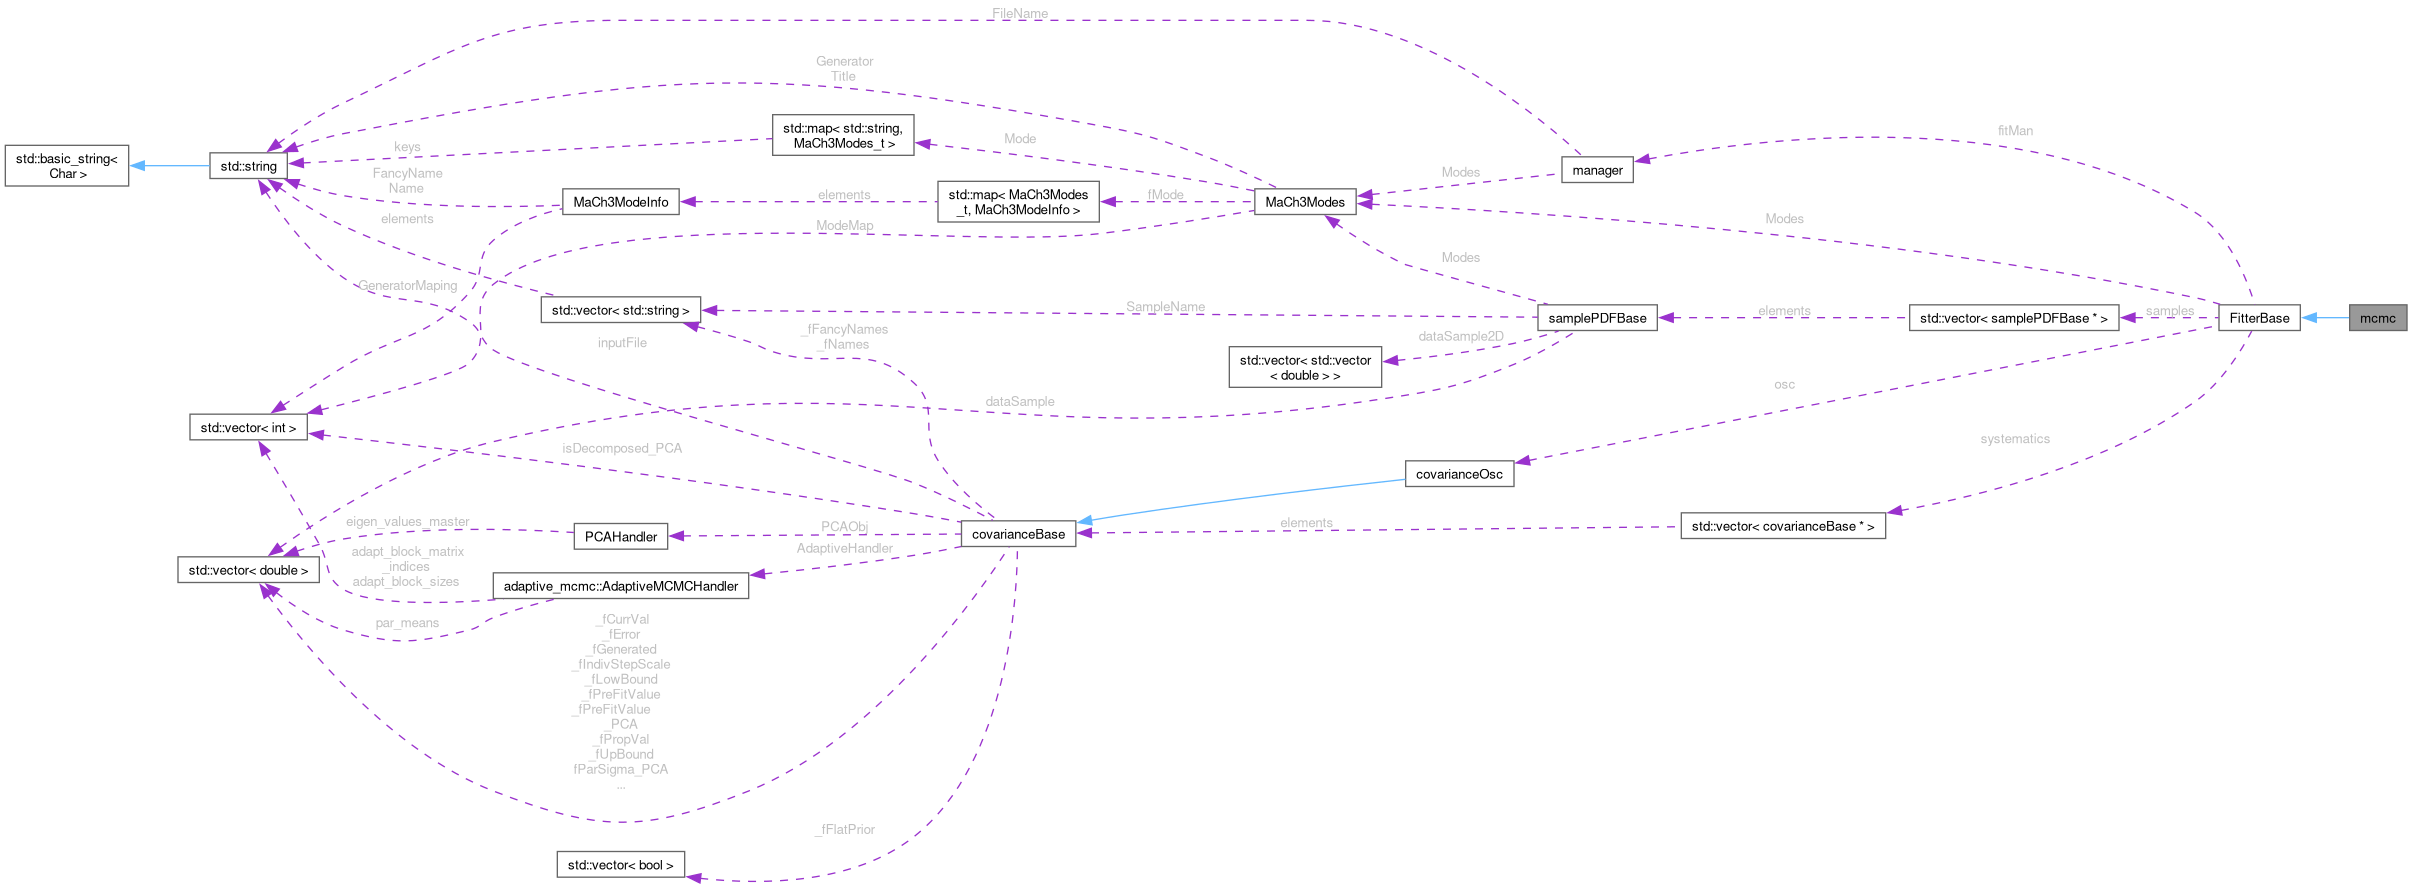 FileName
Generator
Title
std::map< std::string,
MaCh3Modes_t >
Mode
keys
fitMan
std::basic_string<
Char >
std::string
manager
FancyName
Name
Modes
MaCh3ModeInfo
elements
std::map< MaCh3Modes
_t, MaCh3ModeInfo >
fMode
MaCh3Modes
elements
ModeMap
Modes
Modes
GeneratorMaping
std::vector< std::string >
SampleName
samplePDFBase
elements
std::vector< samplePDFBase * >
samples
FitterBase
mcmc
inputFile
_fFancyNames
_fNames
dataSample2D
std::vector< std::vector
< double > >
osc
dataSample
std::vector< int >
isDecomposed_PCA
systematics
covarianceOsc
eigen_values_master
PCAHandler
PCAObj
covarianceBase
elements
std::vector< covarianceBase * >
AdaptiveHandler
adapt_block_matrix
_indices
adapt_block_sizes
std::vector< double >
adaptive_mcmc::AdaptiveMCMCHandler
par_means
_fCurrVal
_fError
_fGenerated
_fIndivStepScale
_fLowBound
_fPreFitValue
_fPreFitValue
_PCA
_fPropVal
_fUpBound
fParSigma_PCA
...
_fFlatPrior
std::vector< bool >